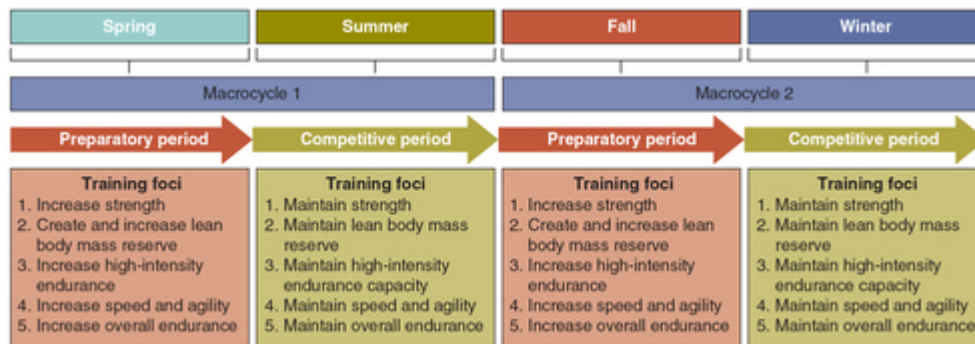 Spring
Summer
Fall
Winter
Macrocycle 1
Macrocycle 2
Preparatory period
Competitive period
Preparatory period
Competitive period
Training foci
1. Increase strength
2. Create and increase lean
body mass reserve
3. Increase high-intensity
endurance
4. Increase speed and agility
5. Increase overall endurance
Training foci
1. Maintain strength
2. Maintain lean body mass
reserve
3. Maintain high-intensity
endurance capacity
4. Maintain speed and agility
5. Maintain overall endurance
Training foci
1. Increase strength
2. Create and increase lean
body mass reserve
3. Increase high-intensity
endurance
4. Increase speed and agility
5. Increase overall endurance
Training foci
1. Maintain strength
2. Maintain lean body mass
reserve
3. Maintain high-intensity
endurance capacity
4. Maintain speed and agility
5. Maintain overall endurance